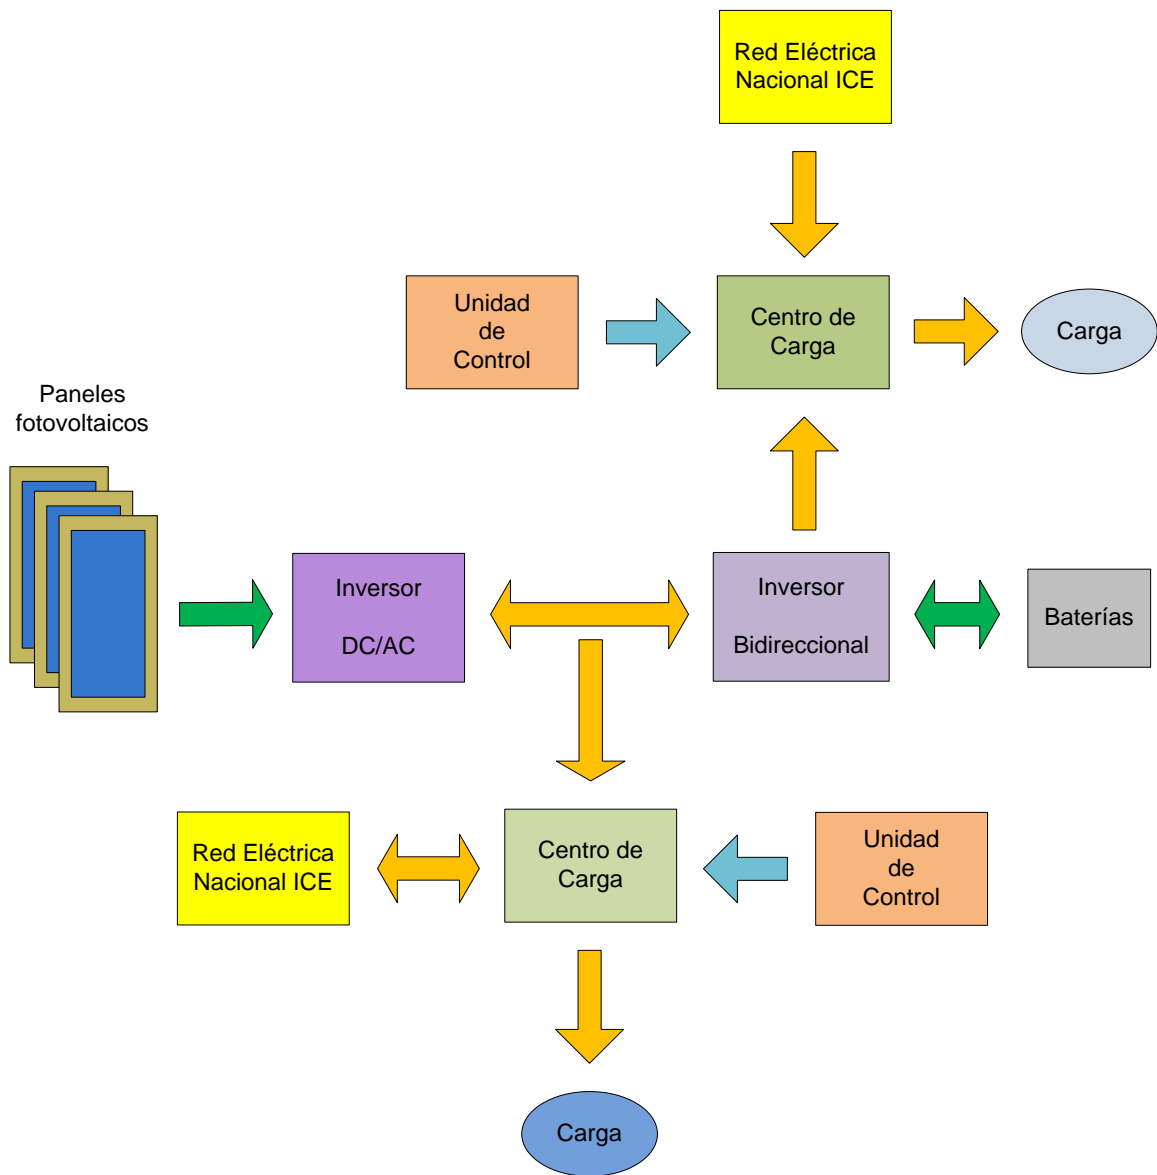 Red Eléctrica
Nacional ICE
Unidad
de
Control
Centro de
Carga
Carga
Paneles
fotovoltaicos
Inversor
DC/AC
Inversor
Bidireccional
Baterías
Red Eléctrica
Nacional ICE
Centro de
Carga
Unidad
de
Control
Carga